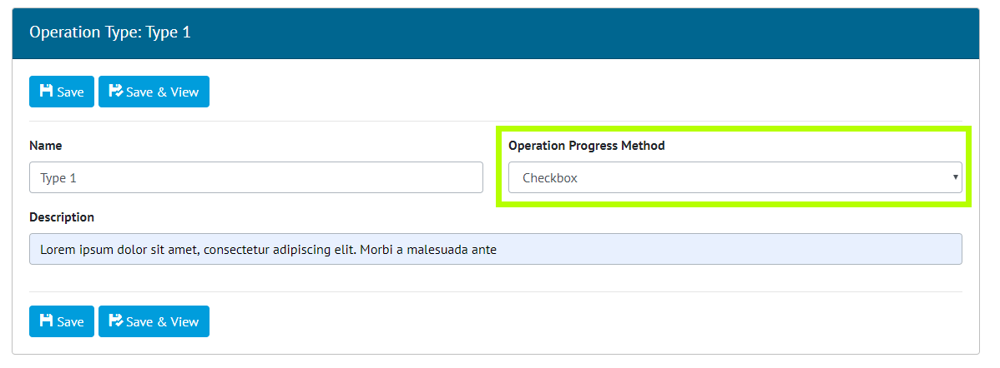 Operation Type: Type 1
Save Save & View
Name
Type 1
Operation Progress Method
Checkbox
Description
Lorem ipsum dolor sit amet, consectetur adipiscing elit. Morbi a malesuada ante
Save Save & View